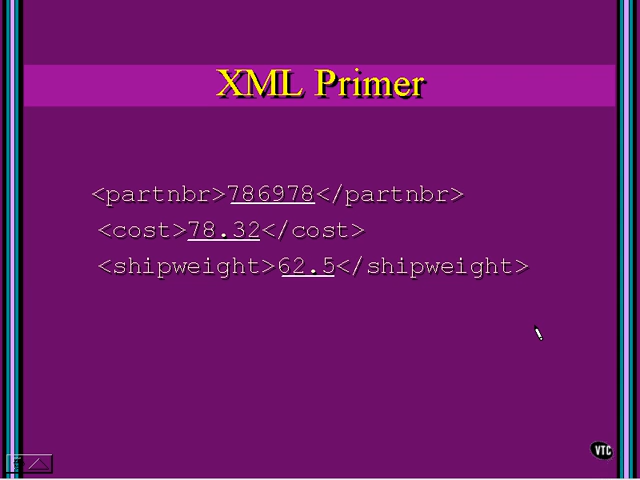 XML Primer
<partnbr>786978</partnbr>
<cost>78.32</cost>
<shipweight>62.5</shipweight>
VTC